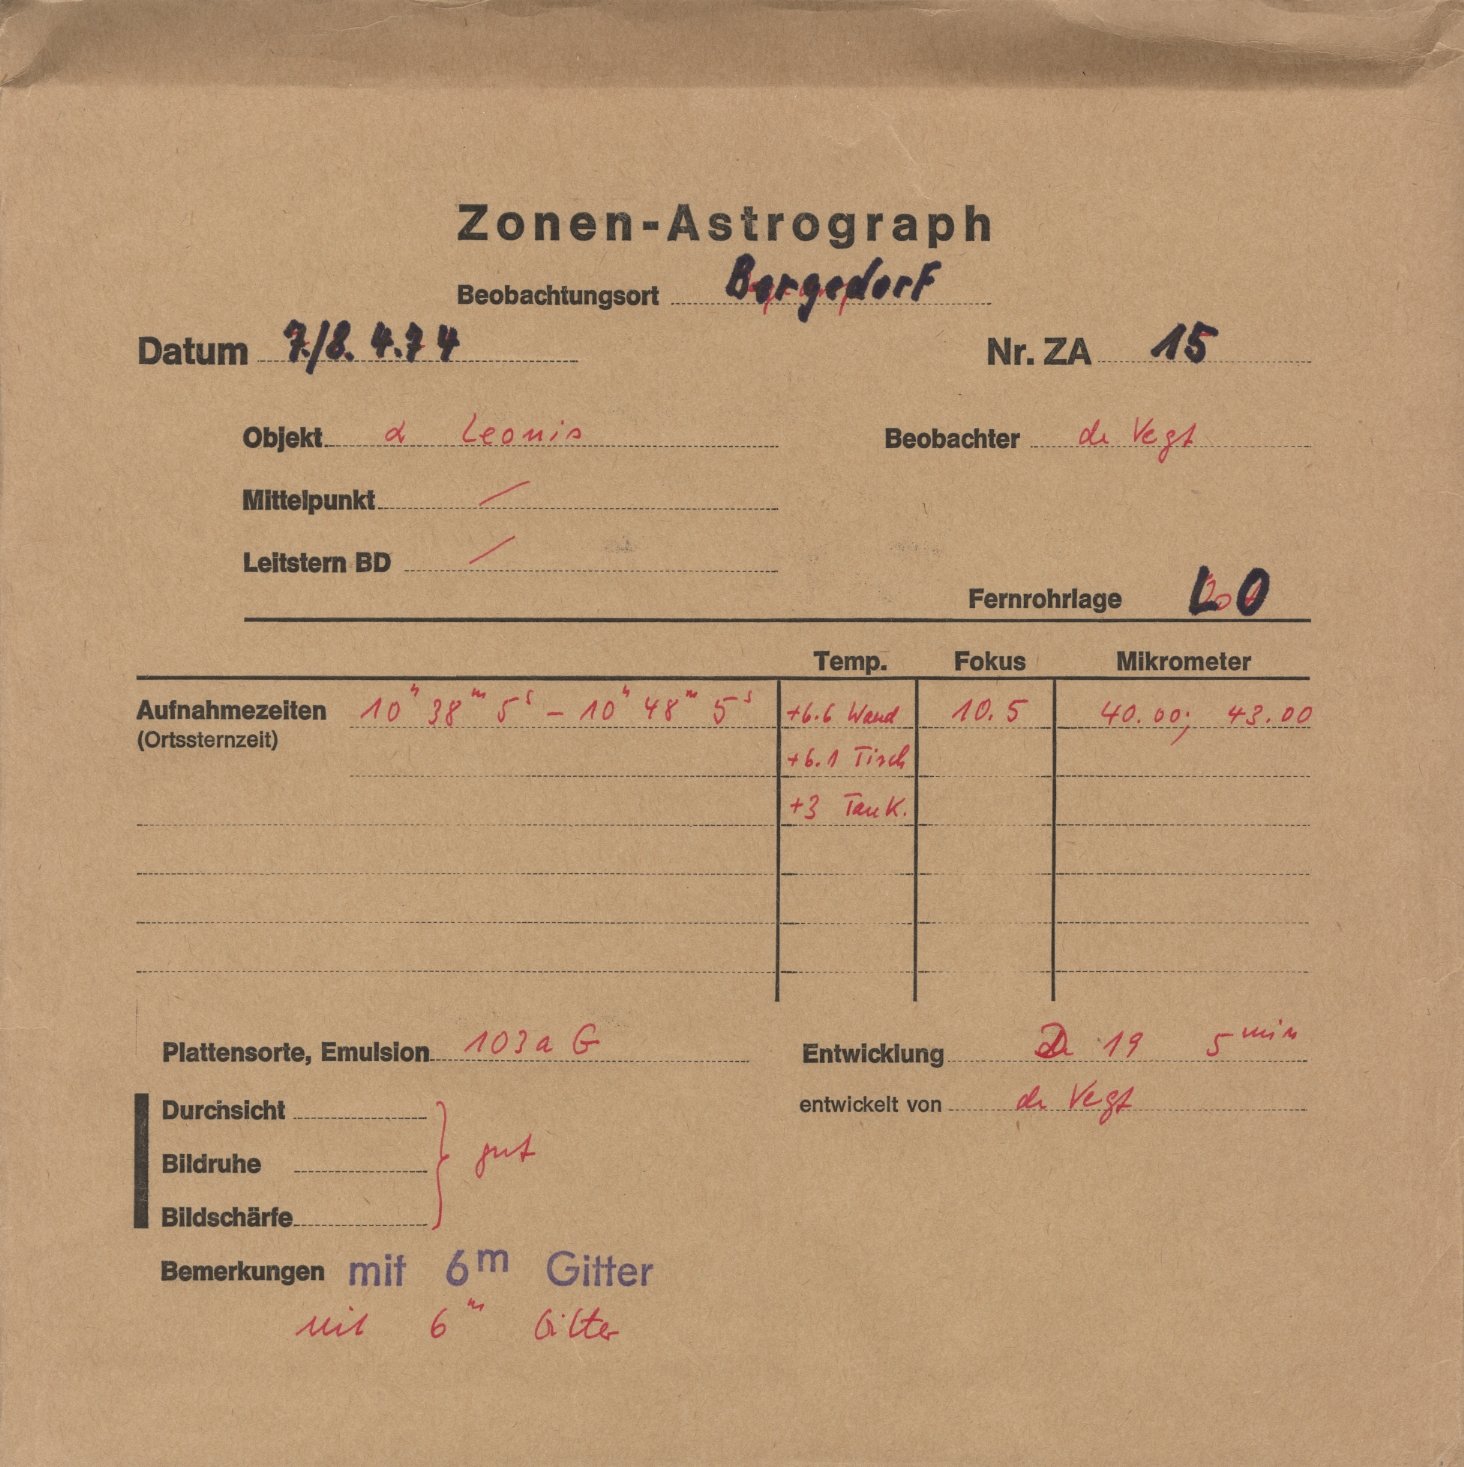 Zonen-Astrograph
Beobachtungsort Bergedorf
Datum 7./8. 4.74 Nr. ZA 15
Objekt α Leonis Beobachter de Vegt
Mittelpunkt /
Leitstern BD /
Fernrohrlage LO
Temp. Fokus Mikrometer
Aufnahmezeiten 10h 38m 5s – 10h 48m 5s +6.6 Wand 10.5 40.00; 43.00
(Ortssternzeit)
+6.1 Tisch
+3 Tank.
Plattensorte, Emulsion 103a G Entwicklung D 19 5 min
Durchsicht entwickelt von de Vegt
Bildruhe } gut
Bildschärfe
Bemerkungen mit 6m Gitter
mit 6m Gitter